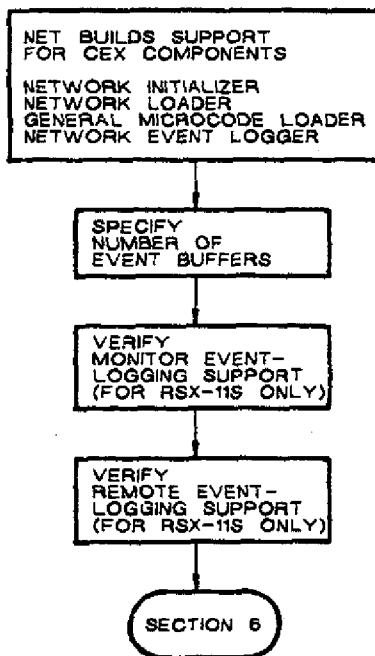 NET BUILDS SUPPORT
FOR CEX COMPONENTS
NETWORK INITIALIZER
NETWORK LOADER
GENERAL MICROCODE LOADER
NETWORK EVENT LOGGER
SPECIFY
NUMBER OF
EVENT BUFFERS
VERIFY
MONITOR EVENT-
LOGGING SUPPORT
(FOR RSX-11S ONLY)
VERIFY
REMOTE EVENT-
LOGGING SUPPORT
(FOR RSX-11S ONLY)
SECTION 6